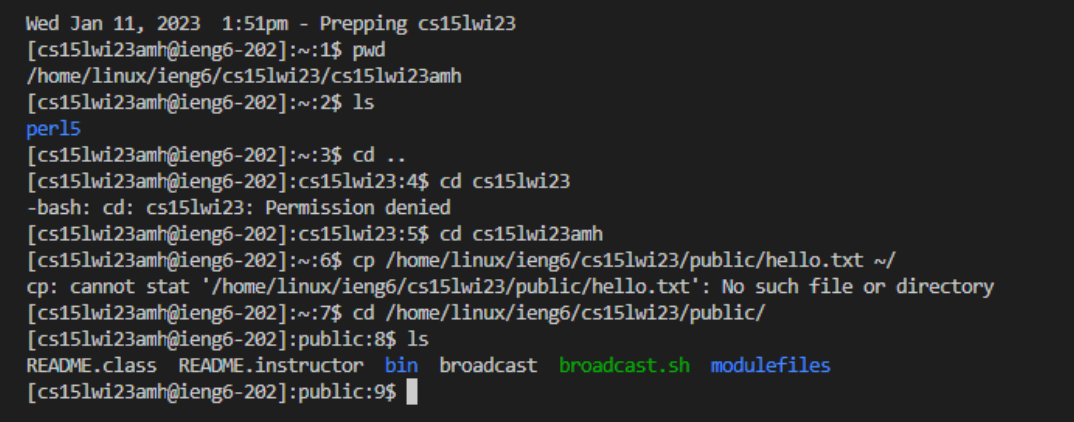 Wed Jan 11, 2023  1:51pm - Prepping cs15lwi23
[cs15lwi23amh@ieng6-202]:~:1$ pwd
/home/linux/ieng6/cs15lwi23/cs15lwi23amh
[cs15lwi23amh@ieng6-202]:~:2$ ls
perl5
[cs15lwi23amh@ieng6-202]:~:3$ cd ..
[cs15lwi23amh@ieng6-202]:cs15lwi23:4$ cd cs15lwi23
-bash: cd: cs15lwi23: Permission denied
[cs15lwi23amh@ieng6-202]:cs15lwi23:5$ cd cs15lwi23amh
[cs15lwi23amh@ieng6-202]:~:6$ cp /home/linux/ieng6/cs15lwi23/public/hello.txt ~/
cp: cannot stat '/home/linux/ieng6/cs15lwi23/public/hello.txt': No such file or directory
[cs15lwi23amh@ieng6-202]:~:7$ cd /home/linux/ieng6/cs15lwi23/public/
[cs15lwi23amh@ieng6-202]:public:8$ ls
README.class  README.instructor  bin  broadcast  broadcast.sh  modulefiles
[cs15lwi23amh@ieng6-202]:public:9$